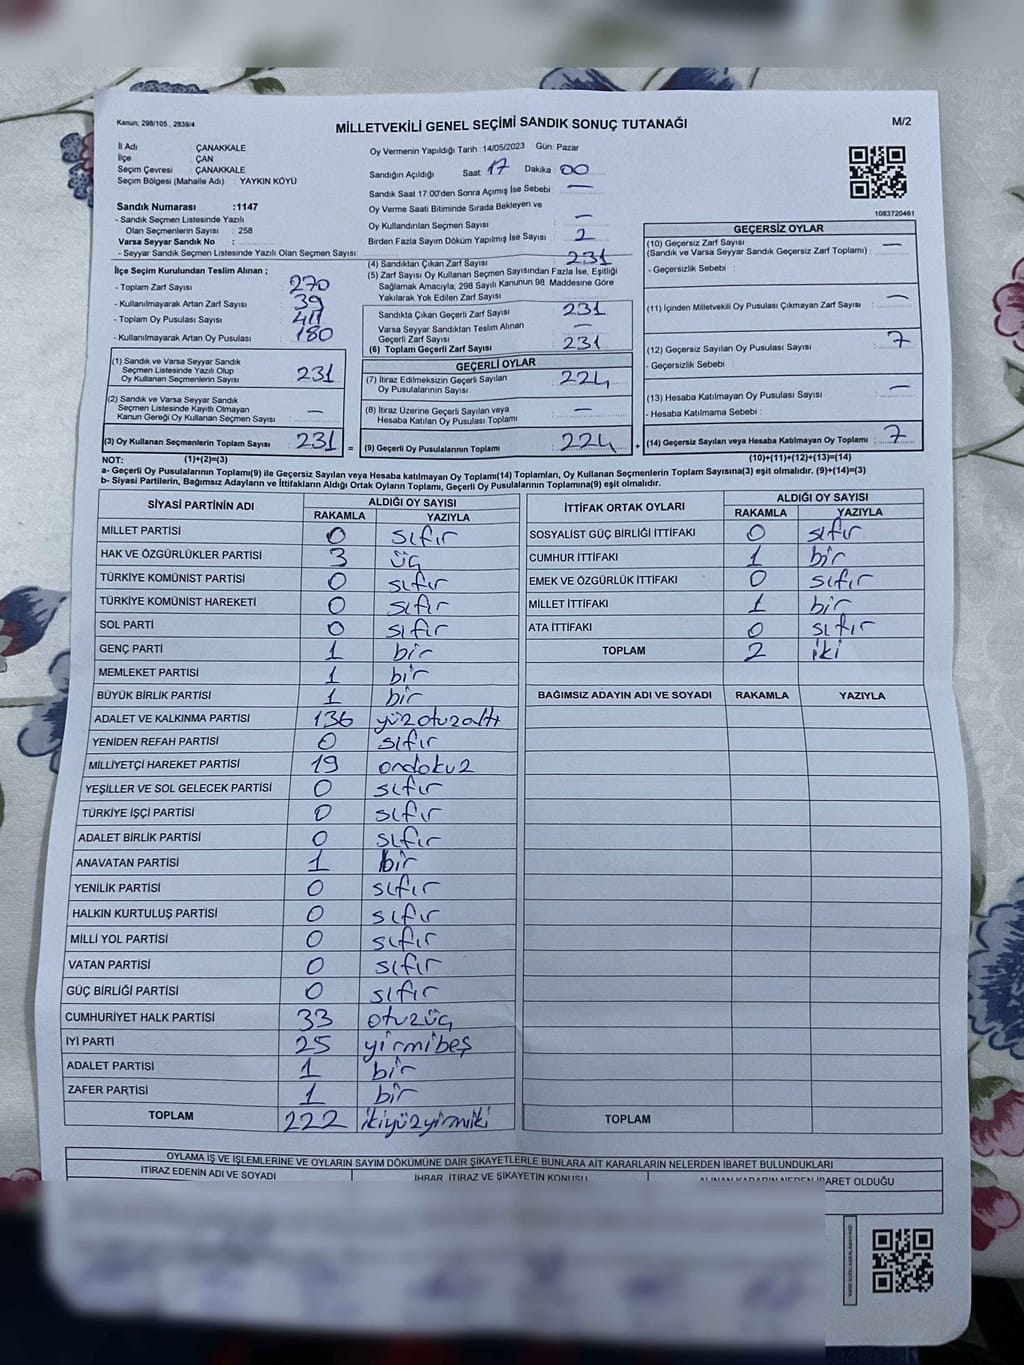 Kanun; 298/105 , 2839/4
MİLLETVEKİLİ GENEL SEÇİMİ SANDIK SONUÇ TUTANAĞI
M/2
İl Adı ÇANAKKALE
İlçe ÇAN
Seçim Çevresi ÇANAKKALE
Seçim Bölgesi (Mahalle Adı) : YAYKIN KÖYÜ
Oy Vermenin Yapıldığı Tarih : 14/05/2023 Gün : Pazar
Sandığın Açıldığı Saat 17 Dakika 00
Sandık Saat 17.00'den Sonra Açılmış İse Sebebi —
Oy Verme Saati Bitiminde Sırada Bekleyen ve
Oy Kullandırılan Seçmen Sayısı —
Birden Fazla Sayım Döküm Yapılmış İse Sayısı 2
1083720461
Sandık Numarası :1147
- Sandık Seçmen Listesinde Yazılı
Olan Seçmenlerin Sayısı : 258
Varsa Seyyar Sandık No :
- Seyyar Sandık Seçmen Listesinde Yazılı Olan Seçmen Sayısı:
İlçe Seçim Kurulundan Teslim Alınan ;
- Toplam Zarf Sayısı 270
- Kullanılmayarak Artan Zarf Sayısı : 39
- Toplam Oy Pusulası Sayısı 411
- Kullanılmayarak Artan Oy Pusulası : 180
(1) Sandık ve Varsa Seyyar Sandık
Seçmen Listesinde Yazılı Olup
Oy Kullanan Seçmenlerin Sayısı 231
(2) Sandık ve Varsa Seyyar Sandık
Seçmen Listesinde Kayıtlı Olmayan
Kanun Gereği Oy Kullanan Seçmen Sayısı —
(3) Oy Kullanan Seçmenlerin Toplam Sayısı 231 =
(4) Sandıktan Çıkan Zarf Sayısı 231
(5) Zarf Sayısı Oy Kullanan Seçmen Sayısından Fazla İse, Eşitliği
Sağlamak Amacıyla; 298 Sayılı Kanunun 98. Maddesine Göre
Yakılarak Yok Edilen Zarf Sayısı
Sandıkta Çıkan Geçerli Zarf Sayısı 231
Varsa Seyyar Sandıktan Teslim Alınan
Geçerli Zarf Sayısı —
(6) Toplam Geçerli Zarf Sayısı 231
GEÇERLİ OYLAR
(7) İtiraz Edilmeksizin Geçerli Sayılan
Oy Pusulalarının Sayısı 224
(8) İtiraz Üzerine Geçerli Sayılan veya
Hesaba Katılan Oy Pusulası Toplamı —
(9) Geçerli Oy Pusulalarının Toplamı 224 +
GEÇERSİZ OYLAR
(10) Geçersiz Zarf Sayısı —
(Sandık ve Varsa Seyyar Sandık Geçersiz Zarf Toplamı) :
- Geçersizlik Sebebi :
(11) İçinden Milletvekili Oy Pusulası Çıkmayan Zarf Sayısı —
(12) Geçersiz Sayılan Oy Pusulası Sayısı 7
- Geçersizlik Sebebi :
(13) Hesaba Katılmayan Oy Pusulası Sayısı —
- Hesaba Katılmama Sebebi :
(14) Geçersiz Sayılan veya Hesaba Katılmayan Oy Toplamı : 7
NOT: (1)+(2)=(3)
(10)+(11)+(12)+(13)=(14)
a- Geçerli Oy Pusulalarının Toplamı(9) ile Geçersiz Sayılan veya Hesaba katılmayan Oy Toplamı(14) Toplamları, Oy Kullanan Seçmenlerin Toplam Sayısına(3) eşit olmalıdır. (9)+(14)=(3)
b- Siyasi Partilerin, Bağımsız Adayların ve İttifakların Aldığı Ortak Oyların Toplamı, Geçerli Oy Pusulalarının Toplamına(9) eşit olmalıdır.
SİYASİ PARTİNİN ADI ALDIĞI OY SAYISI
RAKAMLA YAZIYLA
MİLLET PARTİSİ 0 sıfır
HAK VE ÖZGÜRLÜKLER PARTİSİ 3 üç
TÜRKİYE KOMÜNİST PARTİSİ 0 sıfır
TÜRKİYE KOMÜNİST HAREKETİ 0 sıfır
SOL PARTİ 0 sıfır
GENÇ PARTİ 1 bir
MEMLEKET PARTİSİ 1 bir
BÜYÜK BİRLİK PARTİSİ 1 bir
ADALET VE KALKINMA PARTİSİ 136 yüzotuzaltı
YENİDEN REFAH PARTİSİ 0 sıfır
MİLLİYETÇİ HAREKET PARTİSİ 19 ondokuz
YEŞİLLER VE SOL GELECEK PARTİSİ 0 sıfır
TÜRKİYE İŞÇİ PARTİSİ 0 sıfır
ADALET BİRLİK PARTİSİ 0 sıfır
ANAVATAN PARTİSİ 1 bir
YENİLİK PARTİSİ 0 sıfır
HALKIN KURTULUŞ PARTİSİ 0 sıfır
MİLLİ YOL PARTİSİ 0 sıfır
VATAN PARTİSİ 0 sıfır
GÜÇ BİRLİĞİ PARTİSİ 0 sıfır
CUMHURİYET HALK PARTİSİ 33 otuzüç
İYİ PARTİ 25 yirmibeş
ADALET PARTİSİ 1 bir
ZAFER PARTİSİ 1 bir
TOPLAM 222 ikiyüzyirmiki
İTTİFAK ORTAK OYLARI ALDIĞI OY SAYISI
RAKAMLA YAZIYLA
SOSYALİST GÜÇ BİRLİĞİ İTTİFAKI 0 sıfır
CUMHUR İTTİFAKI 1 bir
EMEK VE ÖZGÜRLÜK İTTİFAKI 0 sıfır
MİLLET İTTİFAKI 1 bir
ATA İTTİFAKI 0 sıfır
TOPLAM 2 iki
BAĞIMSIZ ADAYIN ADI VE SOYADI RAKAMLA YAZIYLA
TOPLAM
OYLAMA İŞ VE İŞLEMLERİNE VE OYLARIN SAYIM DÖKÜMÜNE DAİR ŞİKAYETLERLE BUNLARA AİT KARARLARIN NELERDEN İBARET BULUNDUKLARI
İTİRAZ EDENİN ADI VE SOYADI İHBAR, İTİRAZ VE ŞİKAYETİN KONUSU ALINAN KARARIN NEDEN İBARET OLDUĞU